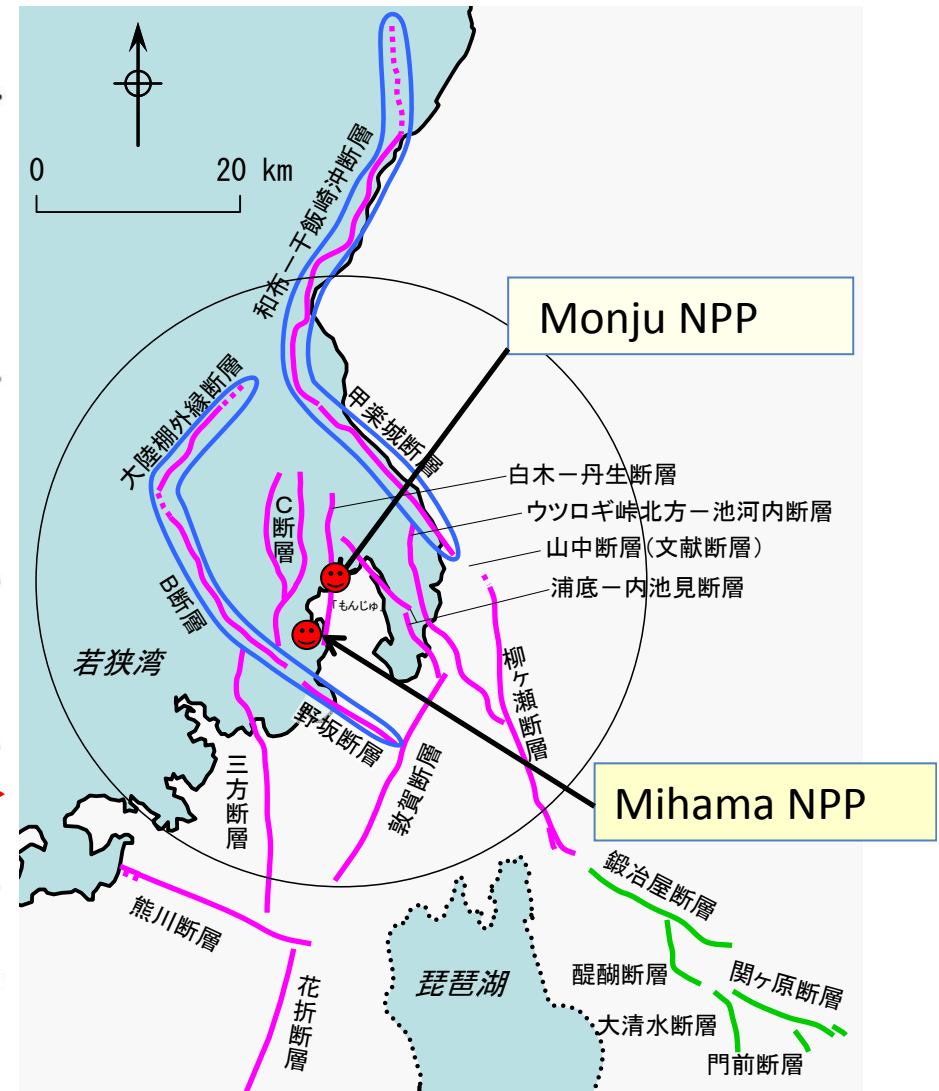 0
20 km
和布－干飯崎沖断層
Monju NPP
大陸棚外縁断層
甲楽城断層
白木－丹生断層
C断層
ウツロギ峠北方－池河内断層
山中断層(文献断層)
浦底－内池見断層
「もんじゅ」
B断層
若狭湾
柳ヶ瀬断層
野坂断層
三方断層
敦賀断層
Mihama NPP
鍛冶屋断層
熊川断層
醍醐断層
関ヶ原断層
琵琶湖
花折断層
大清水断層
門前断層